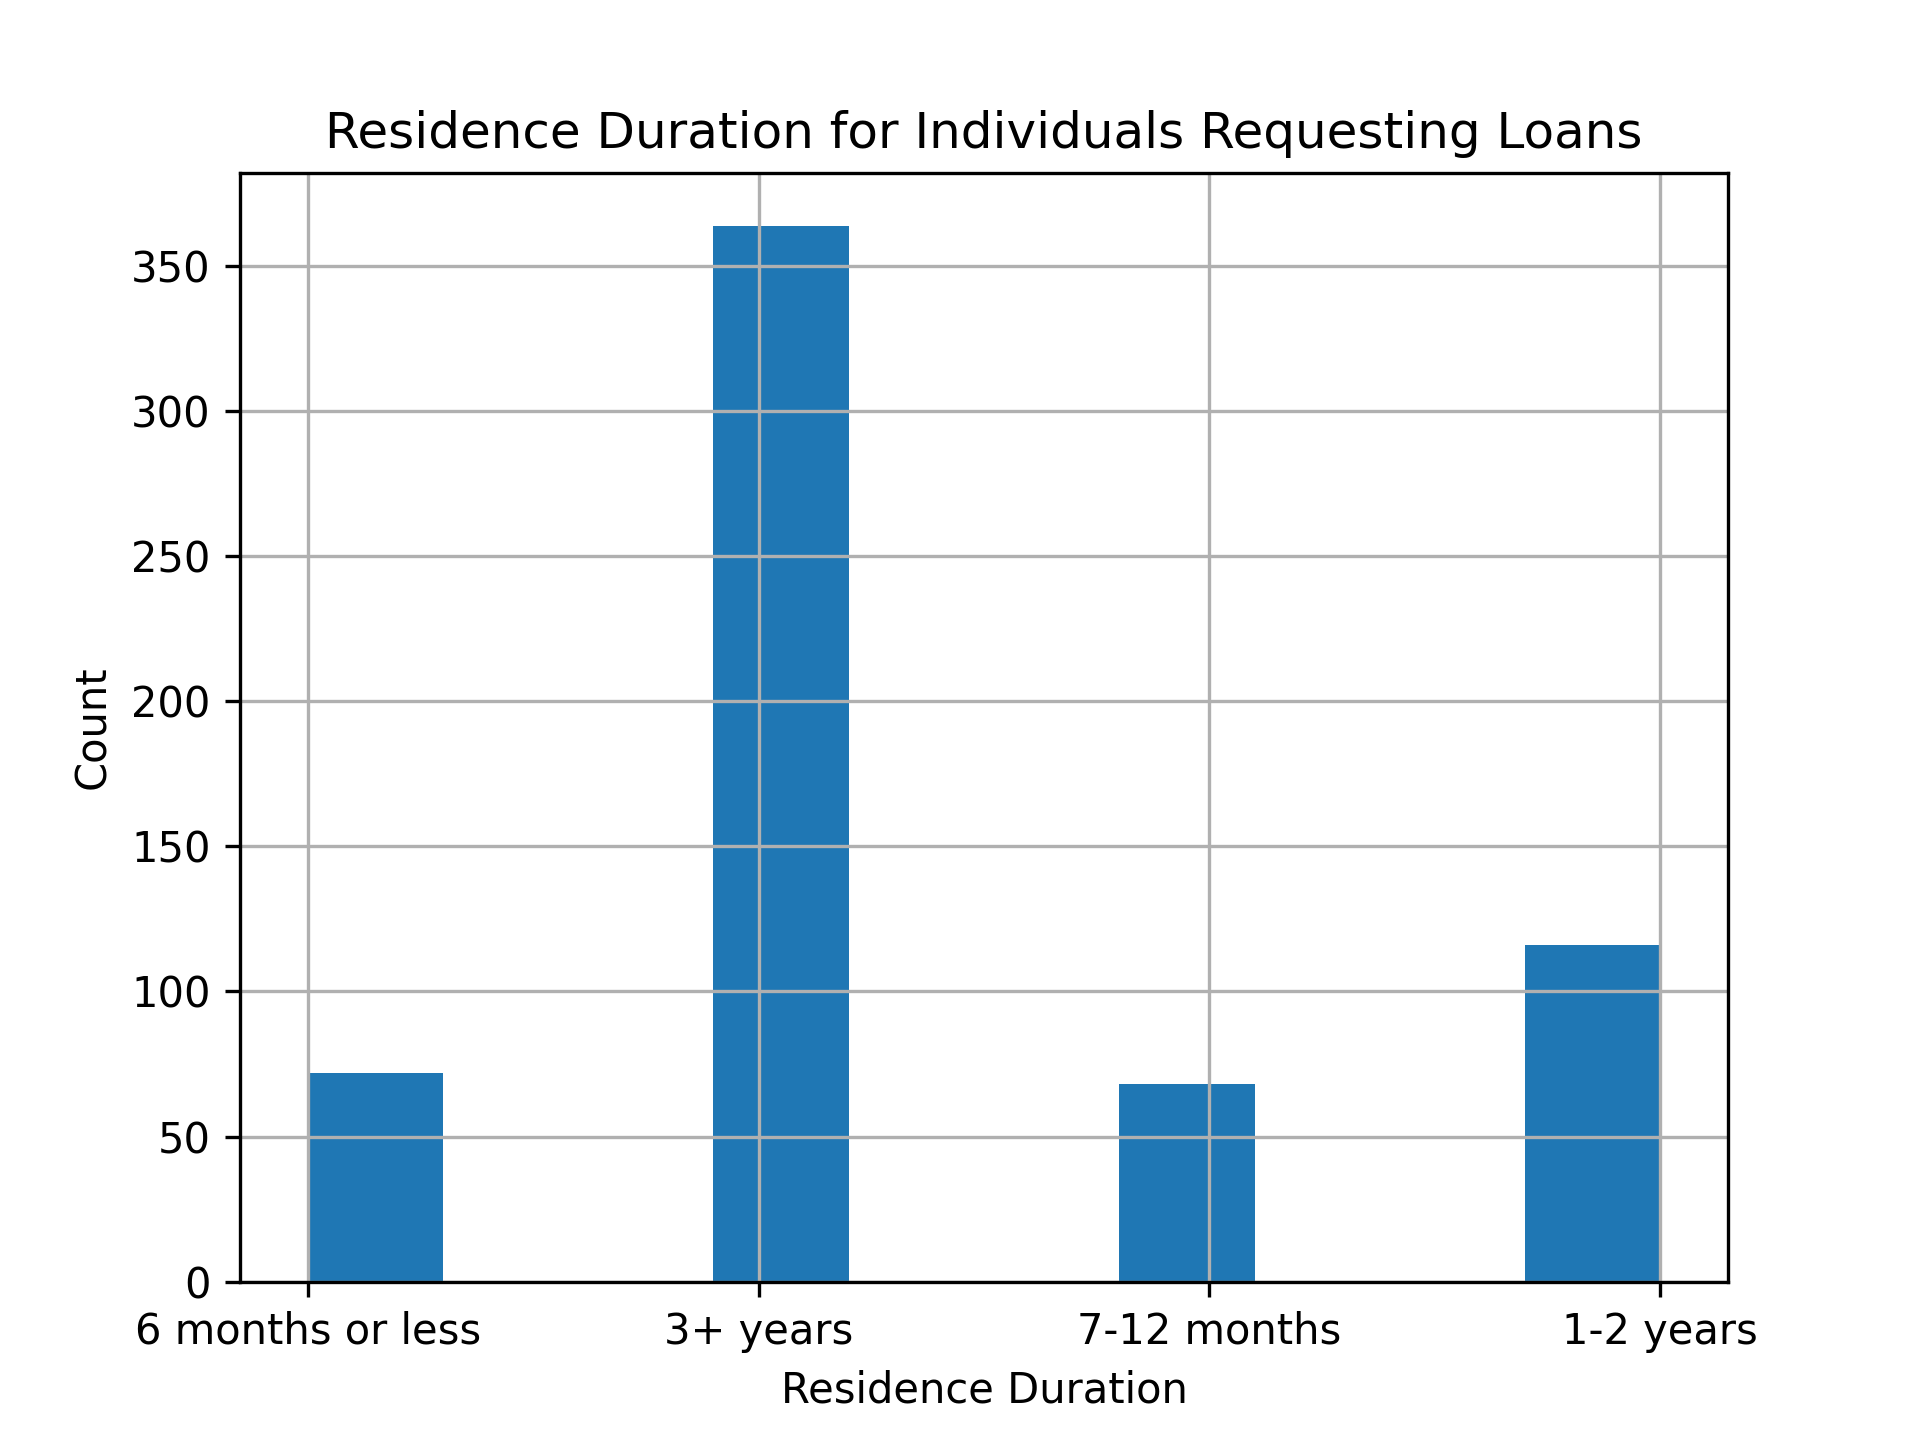 Residence Duration for Individuals Requesting Loans
350
300
250
200
150
100
50
0
Count
6 months or less
3+ years
7-12 months
1-2 years
Residence Duration